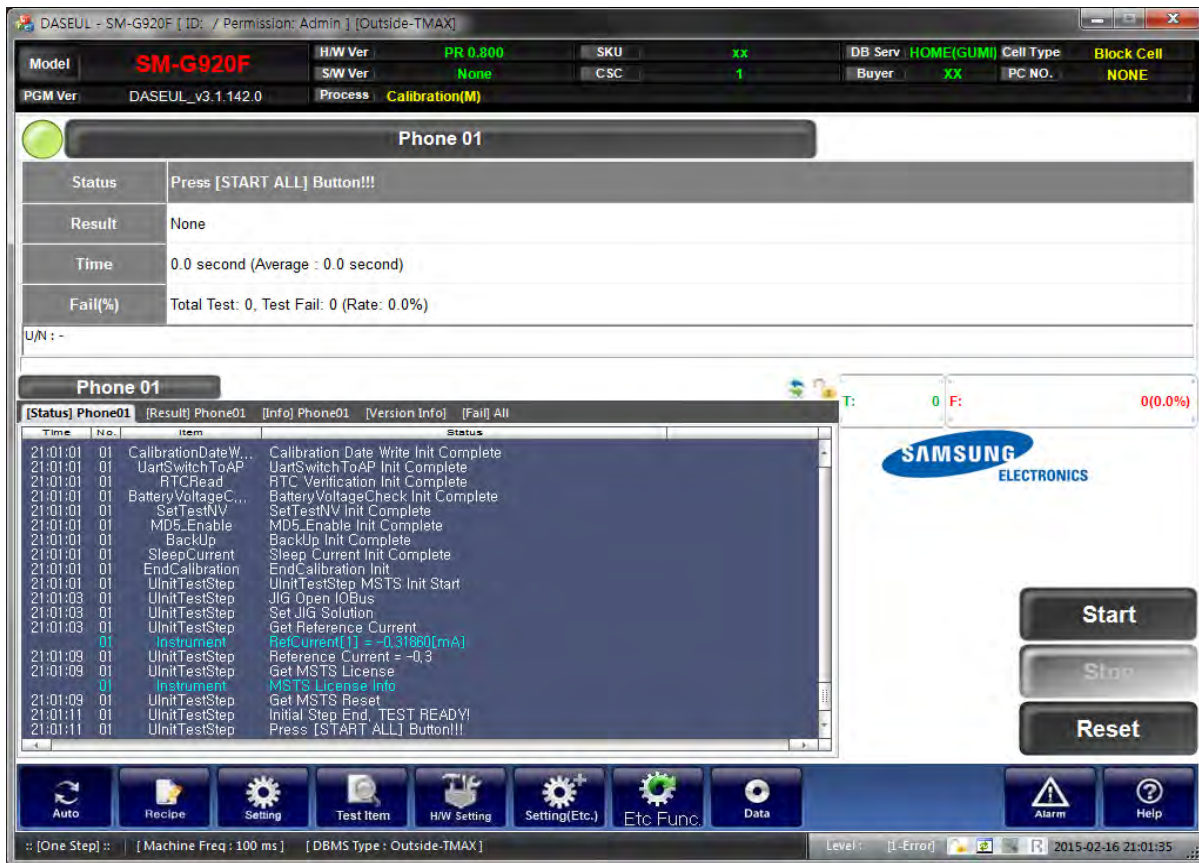 DASEUL - SM-G920F [ ID: / Permission: Admin ] [Outside-TMAX]
Model SM-G920F H/W Ver PR 0.800 SKU xx DB Serv HOME(GUMI) Cell Type Block Cell
S/W Ver None CSC 1 Buyer XX PC NO. NONE
PGM Ver DASEUL_v3.1.142.0 Process Calibration(M)
Phone 01
Status Press [START ALL] Button!!!
Result None
Time 0.0 second (Average : 0.0 second)
Fail(%) Total Test: 0, Test Fail: 0 (Rate: 0.0%)
U/N : -
Phone 01
[Status] Phone01 [Result] Phone01 [Info] Phone01 [Version Info] [Fail] All
T: 0 F: 0(0.0%)
Time No. Item Status
21:01:01 01 CalibrationDateW... Calibration Date Write Init Complete
21:01:01 01 UartSwitchToAP UartSwitchToAP Init Complete
21:01:01 01 RTCRead RTC Verification Init Complete
21:01:01 01 BatteryVoltageC... BatteryVoltageCheck Init Complete
21:01:01 01 SetTestNV SetTestNV Init Complete
21:01:01 01 MD5_Enable MD5_Enable Init Complete
21:01:01 01 BackUp BackUp Init Complete
21:01:01 01 SleepCurrent Sleep Current Init Complete
21:01:01 01 EndCalibration EndCalibration Init
21:01:01 01 UInitTestStep UInitTestStep MSTS Init Start
21:01:03 01 UInitTestStep JIG Open IOBus
21:01:03 01 UInitTestStep Set JIG Solution
21:01:03 01 UInitTestStep Get Reference Current
01 Instrument RefCurrent[1] = -0.31860[mA]
21:01:09 01 UInitTestStep Reference Current = -0.3
21:01:09 01 UInitTestStep Get MSTS License
01 Instrument MSTS License Info
21:01:09 01 UInitTestStep Get MSTS Reset
21:01:11 01 UInitTestStep Initial Step End, TEST READY!
21:01:11 01 UInitTestStep Press [START ALL] Button!!!
SAMSUNG
ELECTRONICS
Start
Stop
Reset
Auto Recipe Setting Test Item H/W Setting Setting(Etc.) Etc Func. Data Alarm Help
:: [One Step] :: [ Machine Freq : 100 ms ] [ DBMS Type : Outside-TMAX ] Level : [1-Error] 2015-02-16 21:01:35